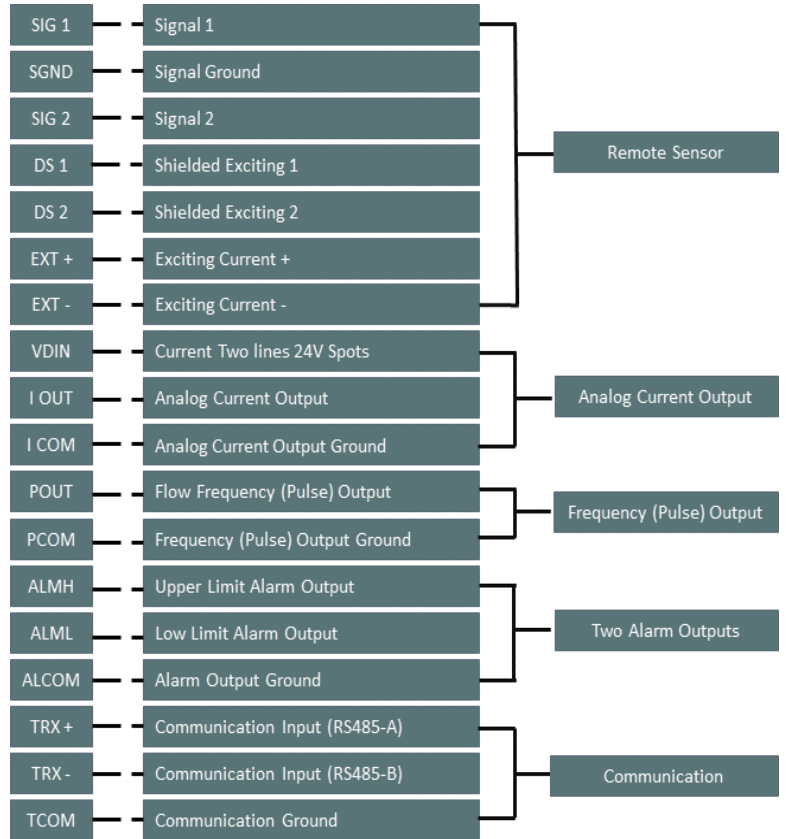 SIG 1 Signal 1
SGND Signal Ground
SIG 2 Signal 2
DS 1 Shielded Exciting 1
DS 2 Shielded Exciting 2
EXT + Exciting Current +
EXT - Exciting Current -
Remote Sensor
VDIN Current Two lines 24V Spots
I OUT Analog Current Output
I COM Analog Current Output Ground
Analog Current Output
POUT Flow Frequency (Pulse) Output
PCOM Frequency (Pulse) Output Ground
Frequency (Pulse) Output
ALMH Upper Limit Alarm Output
ALML Low Limit Alarm Output
ALCOM Alarm Output Ground
Two Alarm Outputs
TRX + Communication Input (RS485-A)
TRX - Communication Input (RS485-B)
TCOM Communication Ground
Communication